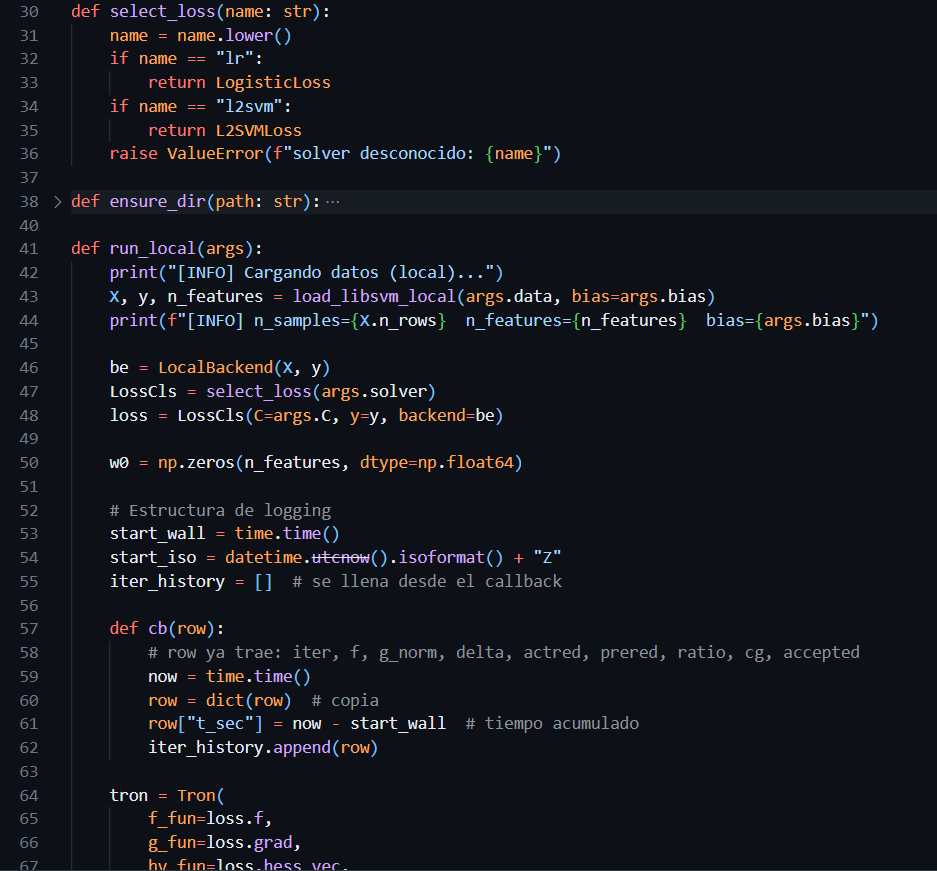 30 def select_loss(name: str):
31     name = name.lower()
32     if name == "lr":
33         return LogisticLoss
34     if name == "l2svm":
35         return L2SVMLoss
36     raise ValueError(f"solver desconocido: {name}")
37
38 > def ensure_dir(path: str): ...
40
41 def run_local(args):
42     print("[INFO] Cargando datos (local)...")
43     X, y, n_features = load_libsvm_local(args.data, bias=args.bias)
44     print(f"[INFO] n_samples={X.n_rows}  n_features={n_features}  bias={args.bias}")
45
46     be = LocalBackend(X, y)
47     LossCls = select_loss(args.solver)
48     loss = LossCls(C=args.C, y=y, backend=be)
49
50     w0 = np.zeros(n_features, dtype=np.float64)
51
52     # Estructura de logging
53     start_wall = time.time()
54     start_iso = datetime.utcnow().isoformat() + "Z"
55     iter_history = []  # se llena desde el callback
56
57     def cb(row):
58         # row ya trae: iter, f, g_norm, delta, actred, prered, ratio, cg, accepted
59         now = time.time()
60         row = dict(row)  # copia
61         row["t_sec"] = now - start_wall  # tiempo acumulado
62         iter_history.append(row)
63
64     tron = Tron(
65         f_fun=loss.f,
66         g_fun=loss.grad,
67         hv_fun=loss.hess_vec,